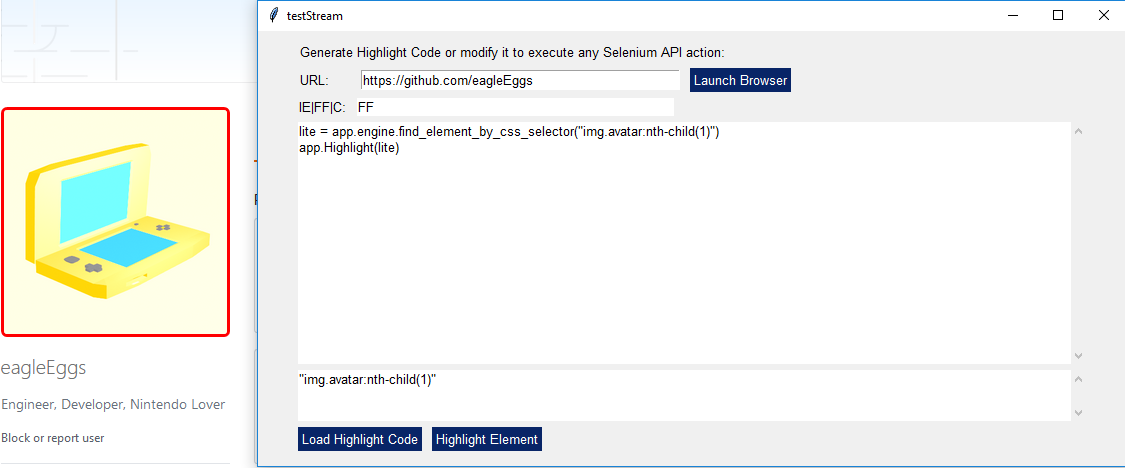 testStream
Generate Highlight Code or modify it to execute any Selenium API action:
URL: https://github.com/eagleEggs Launch Browser
IE|FF|C: FF
lite = app.engine.find_element_by_css_selector("img.avatar:nth-child(1)")
app.Highlight(lite)
"img.avatar:nth-child(1)"
Load Highlight Code Highlight Element
eagleEggs
Engineer, Developer, Nintendo Lover
Block or report user